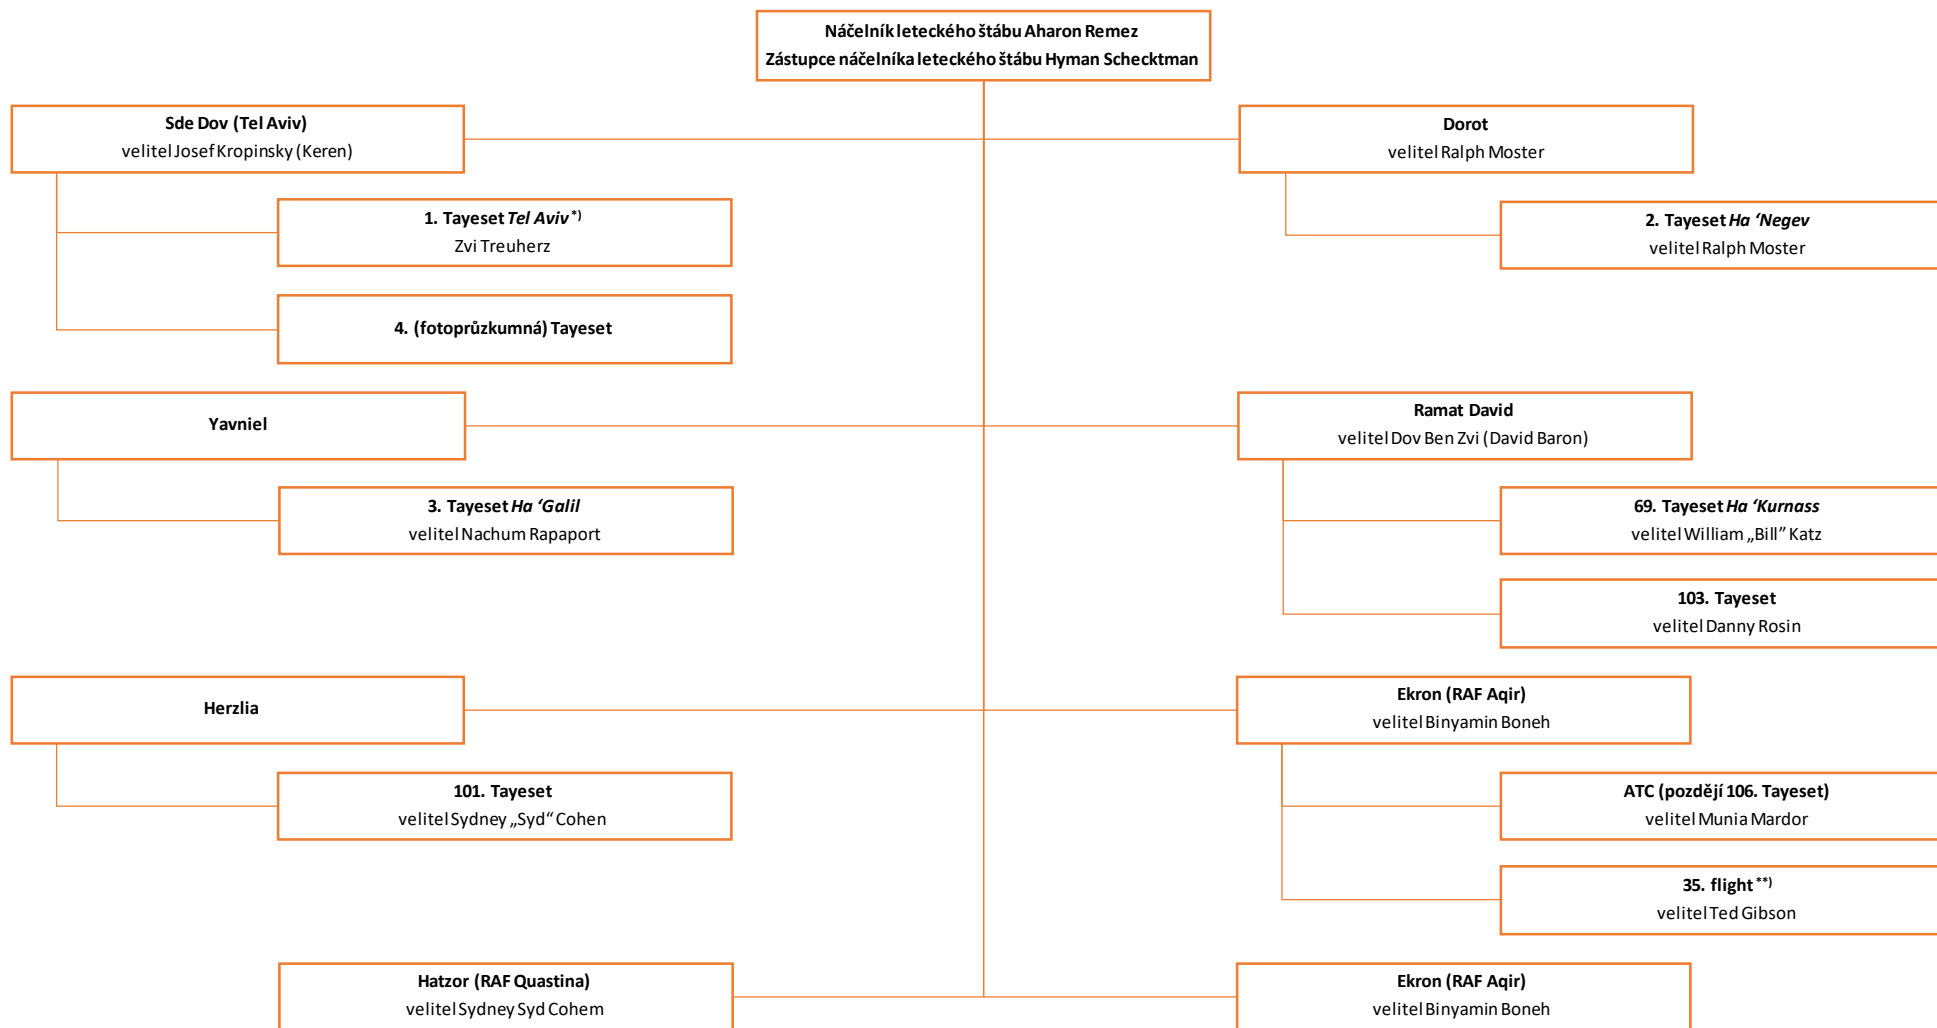 Náčelník leteckého štábu Aharon Remez
Zástupce náčelníka leteckého štábu Hyman Schecktman
Sde Dov (Tel Aviv)
velitel Josef Kropinsky (Keren)
Dorot
velitel Ralph Moster
1. Tayeset Tel Aviv *)
Zvi Treuherz
2. Tayeset Ha ‘Negev
velitel Ralph Moster
4. (fotoprůzkumná) Tayeset
Yavniel
Ramat David
velitel Dov Ben Zvi (David Baron)
3. Tayeset Ha ‘Galil
velitel Nachum Rapaport
69. Tayeset Ha ‘Kurnass
velitel William „Bill” Katz
103. Tayeset
velitel Danny Rosin
Herzlia
Ekron (RAF Aqir)
velitel Binyamin Boneh
101. Tayeset
velitel Sydney „Syd“ Cohen
ATC (pozdějí 106. Tayeset)
velitel Munia Mardor
35. flight **)
velitel Ted Gibson
Hatzor (RAF Quastina)
velitel Sydney Syd Cohem
Ekron (RAF Aqir)
velitel Binyamin Boneh